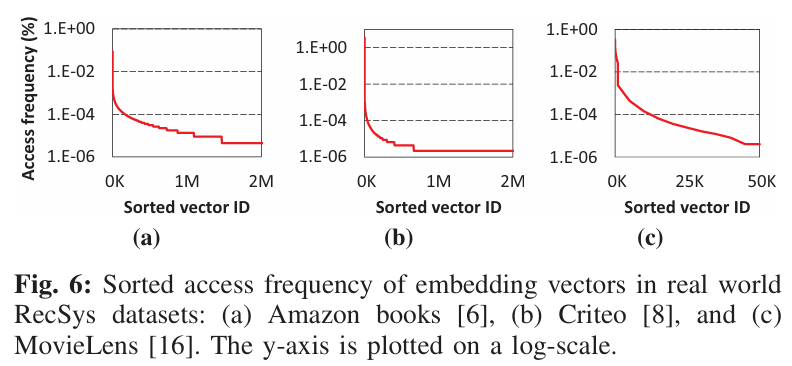 Access frequency (%)
1.E+00
1.E-02
1.E-04
1.E-06
0K 1M 2M
Sorted vector ID
(a)
1.E+00
1.E-02
1.E-04
1.E-06
0K 1M 2M
Sorted vector ID
(b)
1.E+00
1.E-02
1.E-04
1.E-06
0K 25K 50K
Sorted vector ID
(c)
Fig. 6: Sorted access frequency of embedding vectors in real world
RecSys datasets: (a) Amazon books [6], (b) Criteo [8], and (c)
MovieLens [16]. The y-axis is plotted on a log-scale.